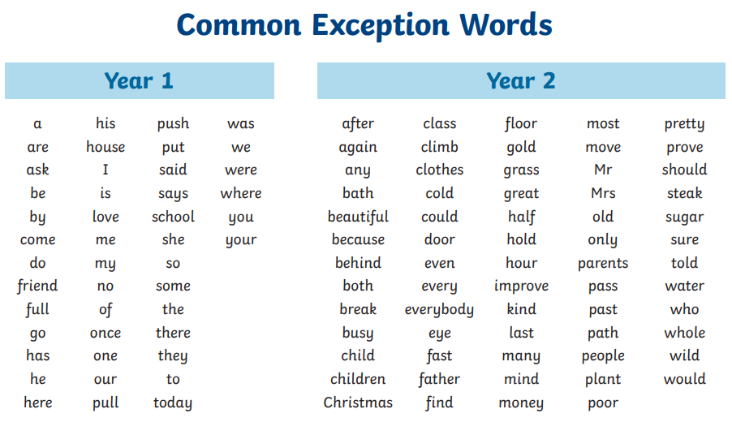 Common Exception Words
Year 1
a his push was
are house put we
ask I said were
be is says where
by love school you
come me she your
do my so
friend no some
full of the
go once there
has one they
he our to
here pull today
Year 2
after class floor most pretty
again climb gold move prove
any clothes grass Mr should
bath cold great Mrs steak
beautiful could half old sugar
because door hold only sure
behind even hour parents told
both every improve pass water
break everybody kind past who
busy eye last path whole
child fast many people wild
children father mind plant would
Christmas find money poor